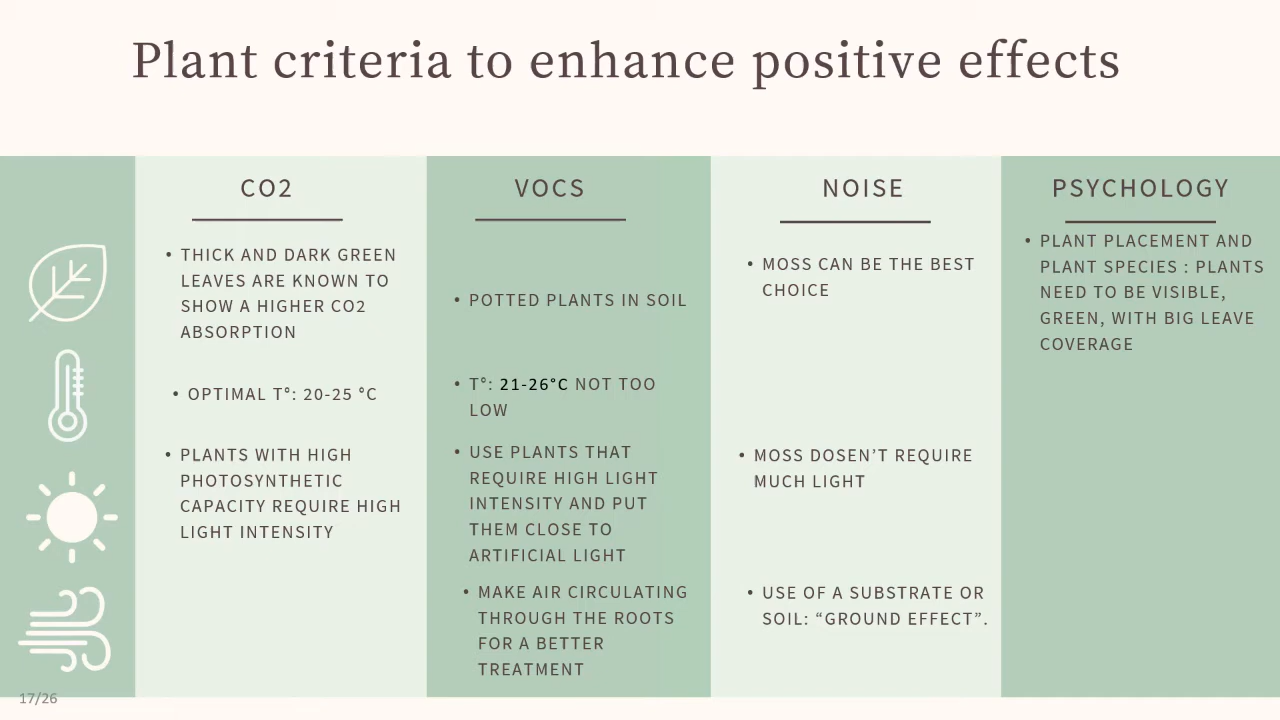 Plant criteria to enhance positive effects
CO2
THICK AND DARK GREEN
LEAVES ARE KNOWN TO
SHOW A HIGHER CO2
ABSORPTION
OPTIMAL T°: 20-25 °C
PLANTS WITH HIGH
PHOTOSYNTHETIC
CAPACITY REQUIRE HIGH
LIGHT INTENSITY
VOCS
POTTED PLANTS IN SOIL
T°: 21-26°C NOT TOO
LOW
USE PLANTS THAT
REQUIRE HIGH LIGHT
INTENSITY AND PUT
THEM CLOSE TO
ARTIFICIAL LIGHT
MAKE AIR CIRCULATING
THROUGH THE ROOTS
FOR A BETTER
TREATMENT
NOISE
MOSS CAN BE THE BEST
CHOICE
MOSS DOSEN’T REQUIRE
MUCH LIGHT
USE OF A SUBSTRATE OR
SOIL: “GROUND EFFECT”.
PSYCHOLOGY
PLANT PLACEMENT AND
PLANT SPECIES : PLANTS
NEED TO BE VISIBLE,
GREEN, WITH BIG LEAVE
COVERAGE
17/26